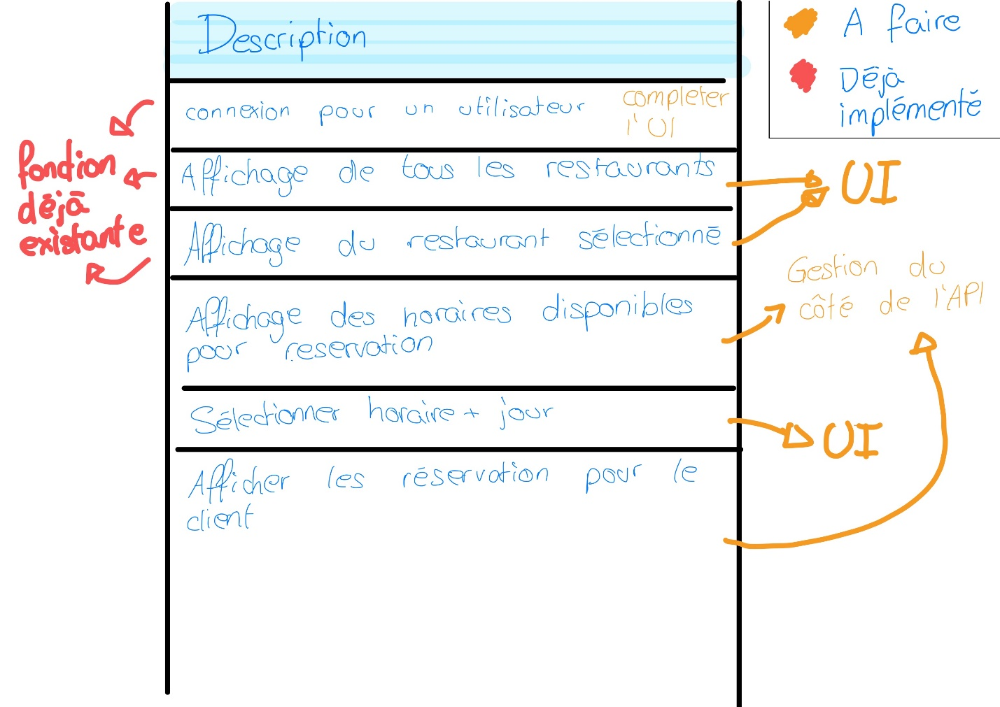 Description
A faire
Déjà
implémenté
connexion pour un utilisateur
completer
l'UI
fonction
déjà
existante
Affichage de tous les restaurants
UI
Affichage du restaurant sélectionné
Affichage des horaires disponibles
pour reservation
Gestion du
côté de l'API
Sélectionner horaire + jour
UI
Afficher les réservation pour le
client